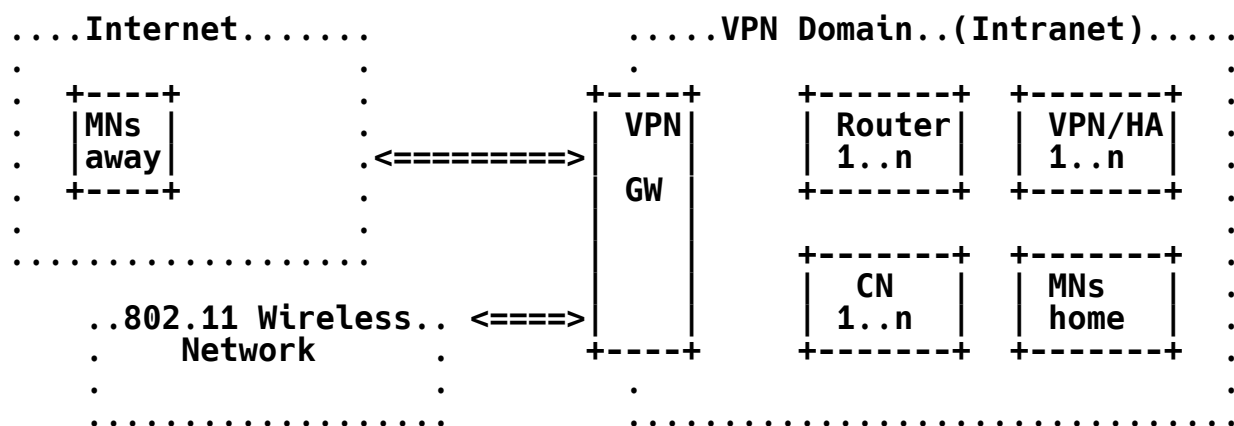 ....Internet.......              .....VPN Domain..(Intranet).....
.                 .             .                              .
.  +----+         .           +----+     +-------+  +-------+  .
.  |MNs |         .           | VPN|     | Router|  | VPN/HA|  .
.  |away|         .<=========>|    |     | 1..n  |  | 1..n  |  .
.  +----+         .           | GW |     +-------+  +-------+  .
.                 .           |    |                           .
...................           |    |     +-------+  +-------+  .
                              |    |     |  CN   |  | MNs   |  .
    ..802.11 Wireless.. <====>|    |     | 1..n  |  | home  |  .
    .    Network      .       +----+     +-------+  +-------+  .
    .                 .         .                              .
    ...................         ................................